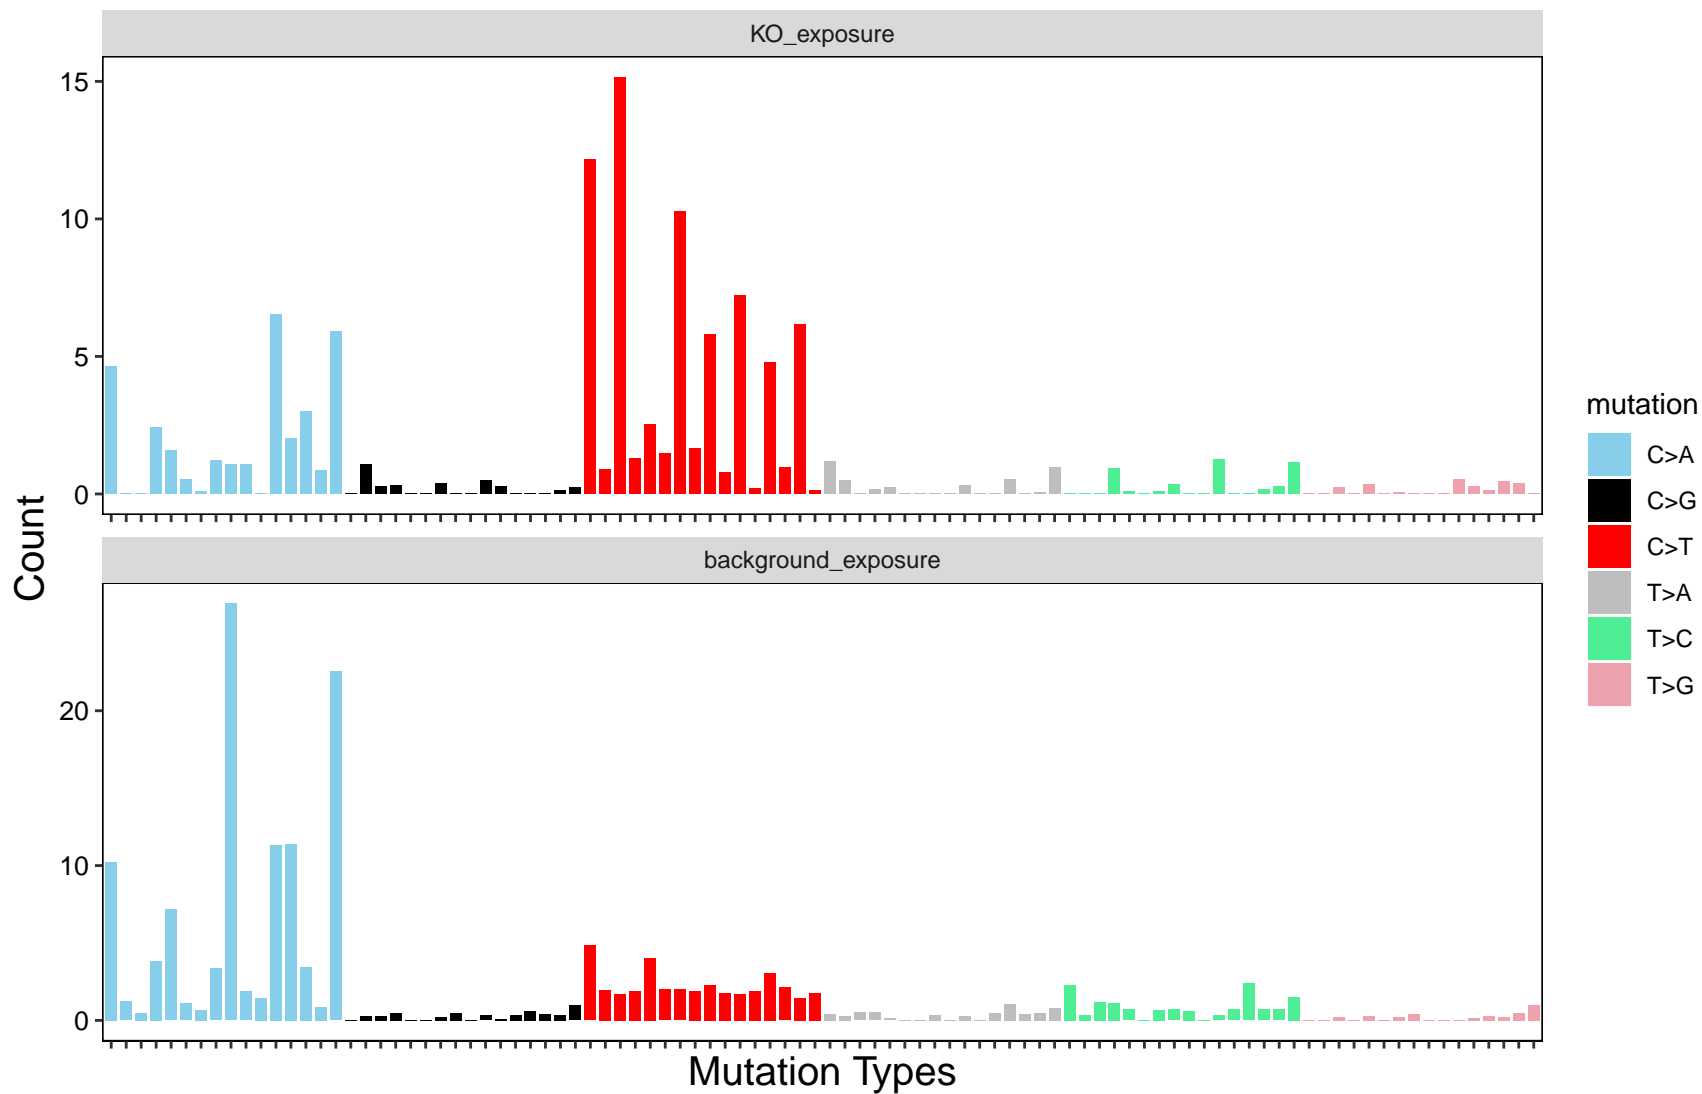 KO_exposure
15
10
5
0
Count
background_exposure
20
10
0
Mutation Types
mutation
C>A
C>G
C>T
T>A
T>C
T>G